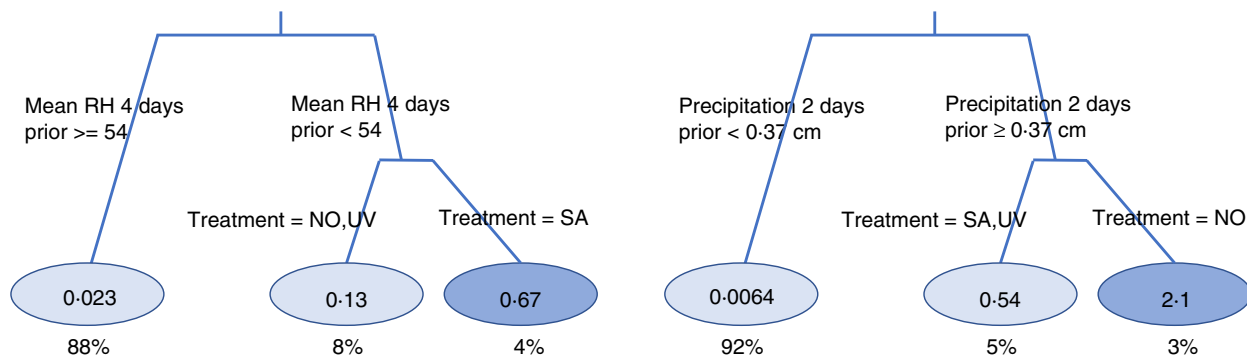 Mean RH 4 days
prior >= 54
Mean RH 4 days
prior < 54
Treatment = NO,UV
Treatment = SA
0·023
0·13
0·67
88%
8%
4%
Precipitation 2 days
prior < 0·37 cm
Precipitation 2 days
prior ≥ 0·37 cm
Treatment = SA,UV
Treatment = NO
0·0064
0·54
2·1
92%
5%
3%